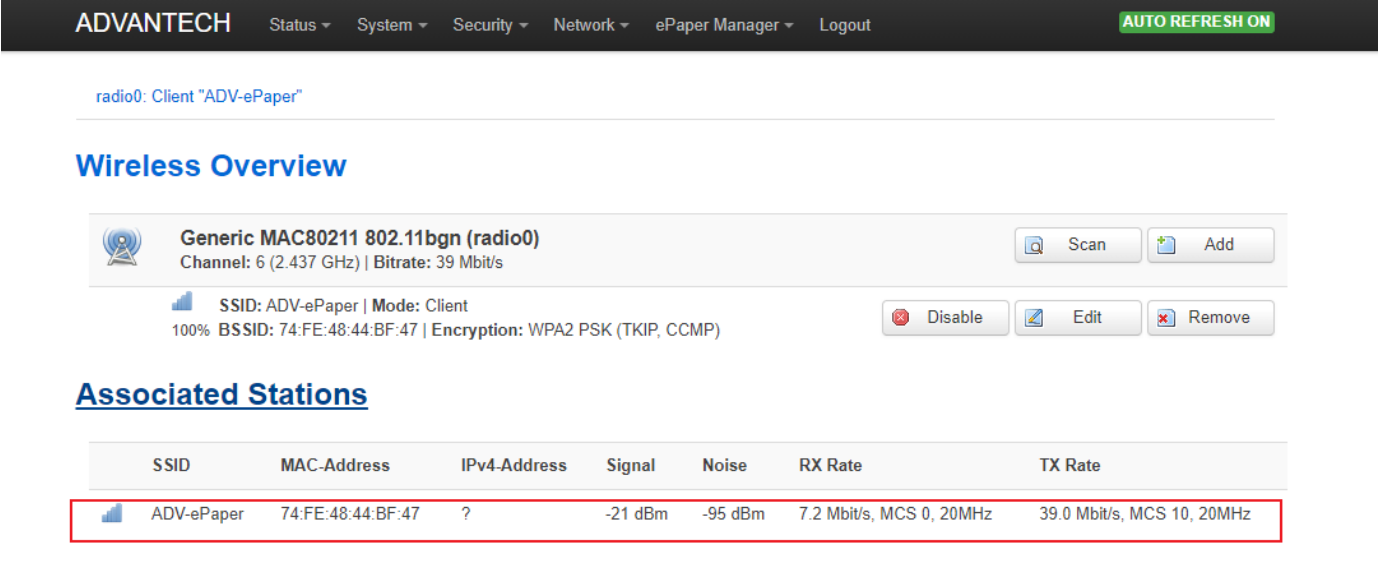 ADVANTECH Status System Security Network ePaper Manager Logout AUTO REFRESH ON
radio0: Client "ADV-ePaper"
Wireless Overview
Generic MAC80211 802.11bgn (radio0)
Channel: 6 (2.437 GHz) | Bitrate: 39 Mbit/s
Scan Add
SSID: ADV-ePaper | Mode: Client
100% BSSID: 74:FE:48:44:BF:47 | Encryption: WPA2 PSK (TKIP, CCMP)
Disable Edit Remove
Associated Stations
SSID MAC-Address IPv4-Address Signal Noise RX Rate TX Rate
ADV-ePaper 74:FE:48:44:BF:47 ? -21 dBm -95 dBm 7.2 Mbit/s, MCS 0, 20MHz 39.0 Mbit/s, MCS 10, 20MHz